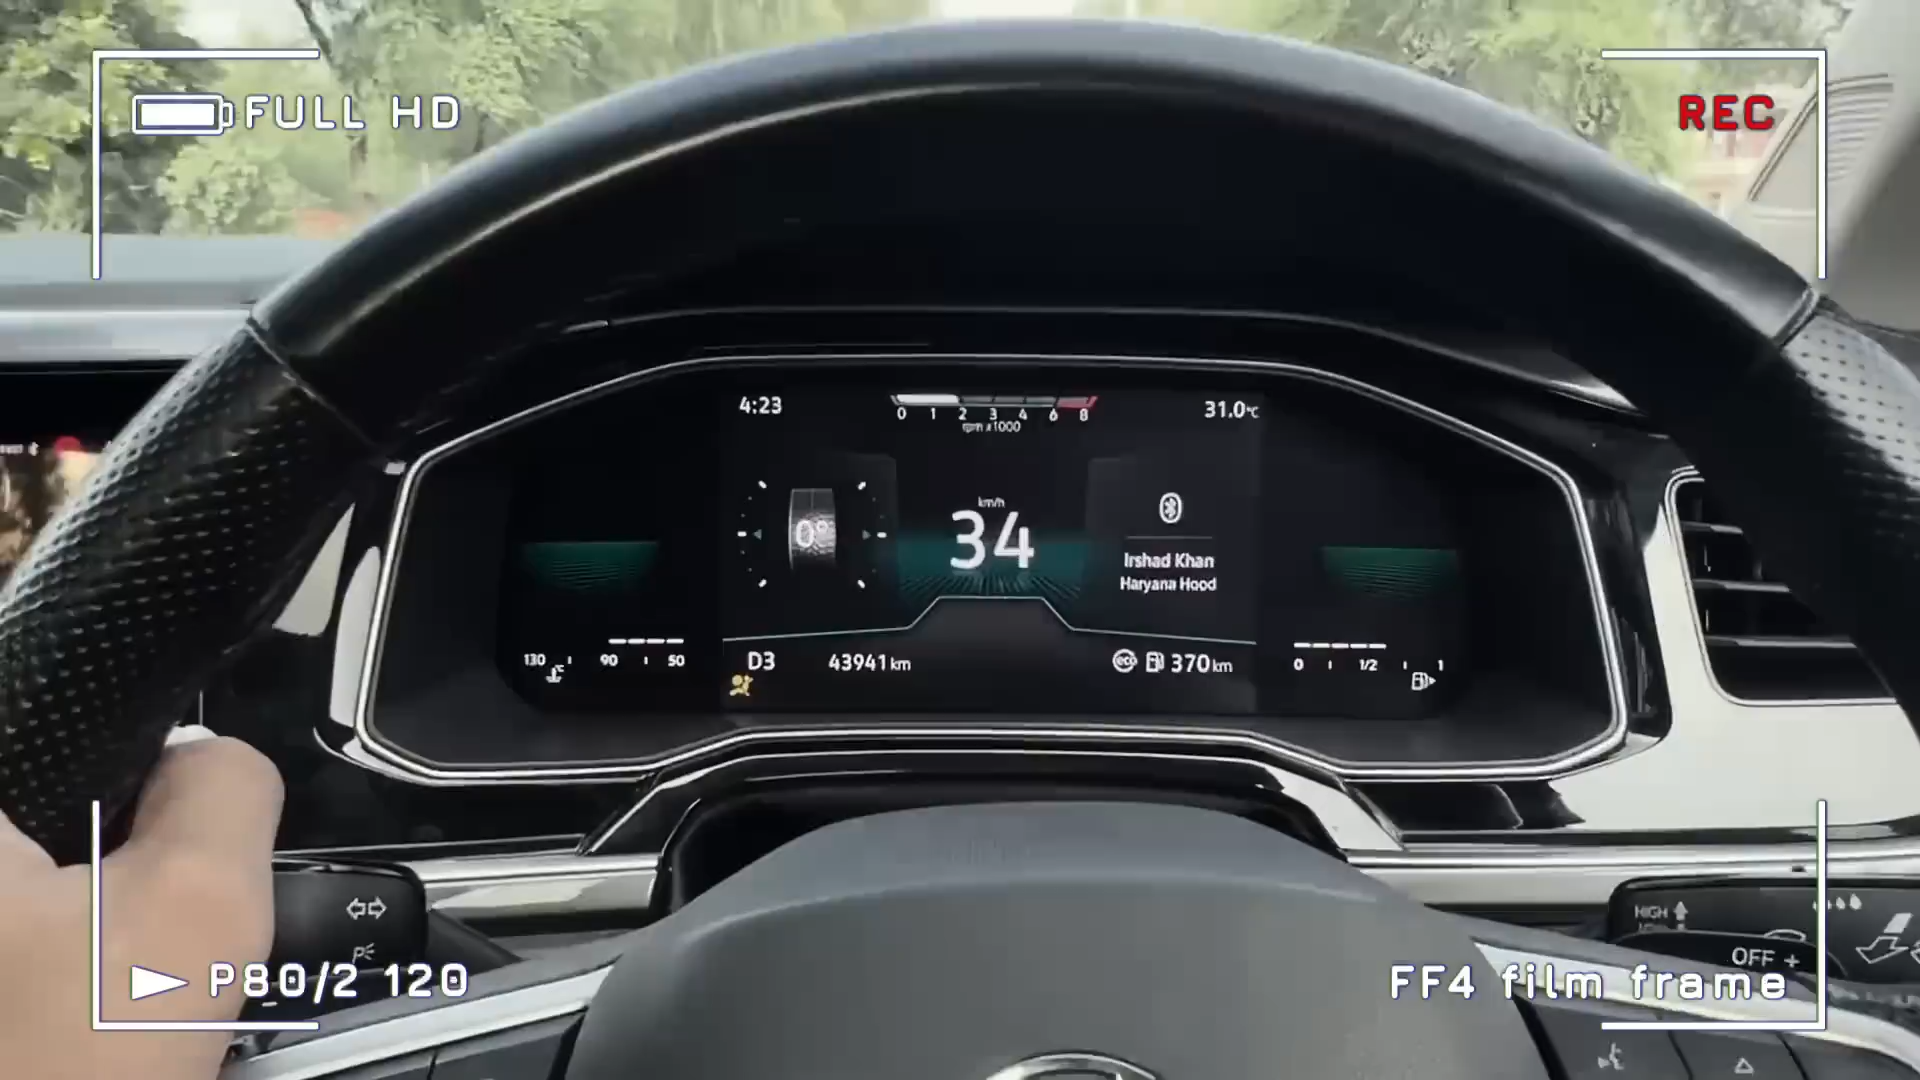 FULL HD
REC
4:23
0 1 2 3 4 6 8
rpm x1000
31.0°C
0°
km/h
34
Irshad Khan
Haryana Hood
130 90 50
°C
D3
43941 km
eco
370 km
0 1/2 1
HIGH
OFF +
P80/2 120
FF4 film frame